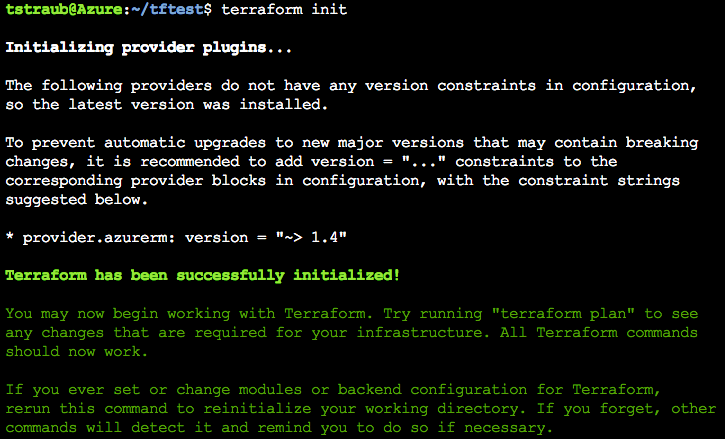 tstraub@Azure:~/tftest$ terraform init
Initializing provider plugins...
The following providers do not have any version constraints in configuration,
so the latest version was installed.
To prevent automatic upgrades to new major versions that may contain breaking
changes, it is recommended to add version = "..." constraints to the
corresponding provider blocks in configuration, with the constraint strings
suggested below.
* provider.azurerm: version = "~> 1.4"
Terraform has been successfully initialized!
You may now begin working with Terraform. Try running "terraform plan" to see
any changes that are required for your infrastructure. All Terraform commands
should now work.
If you ever set or change modules or backend configuration for Terraform,
rerun this command to reinitialize your working directory. If you forget, other
commands will detect it and remind you to do so if necessary.